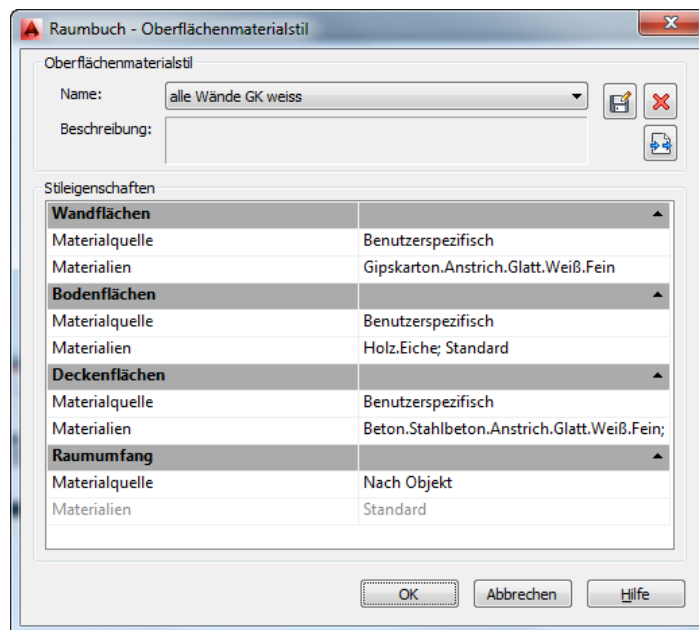 Raumbuch - Oberflächenmaterialstil
Oberflächenmaterialstil
Name: alle Wände GK weiss
Beschreibung:
Stileigenschaften
Wandflächen
Materialquelle Benutzerspezifisch
Materialien Gipskarton.Anstrich.Glatt.Weiß.Fein
Bodenflächen
Materialquelle Benutzerspezifisch
Materialien Holz.Eiche; Standard
Deckenflächen
Materialquelle Benutzerspezifisch
Materialien Beton.Stahlbeton.Anstrich.Glatt.Weiß.Fein;
Raumumfang
Materialquelle Nach Objekt
Materialien Standard
OK Abbrechen Hilfe